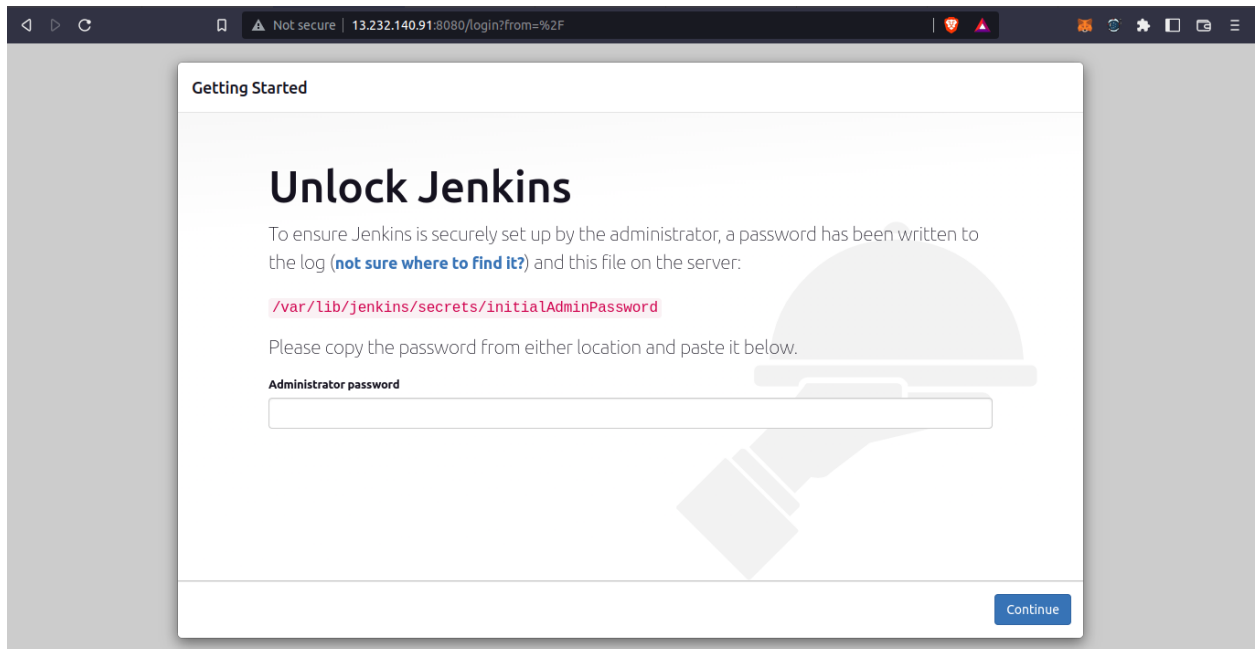 Not secure
13.232.140.91:8080/login?from=%2F
Getting Started
Unlock Jenkins
To ensure Jenkins is securely set up by the administrator, a password has been written to
the log (not sure where to find it?) and this file on the server:
/var/lib/jenkins/secrets/initialAdminPassword
Please copy the password from either location and paste it below.
Administrator password
Continue